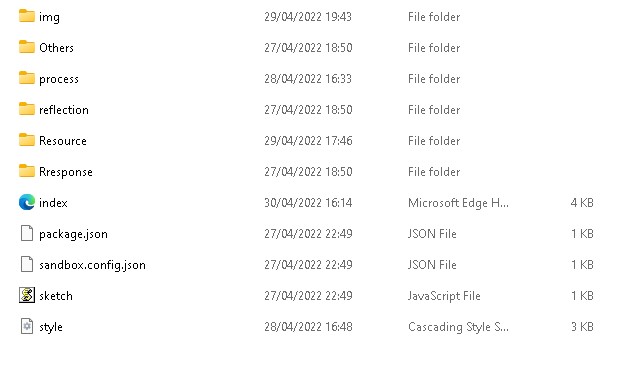 img 29/04/2022 19:43 File folder
Others 27/04/2022 18:50 File folder
process 28/04/2022 16:33 File folder
reflection 27/04/2022 18:50 File folder
Resource 29/04/2022 17:46 File folder
Rresponse 27/04/2022 18:50 File folder
index 30/04/2022 16:14 Microsoft Edge H... 4 KB
package.json 27/04/2022 22:49 JSON File 1 KB
sandbox.config.json 27/04/2022 22:49 JSON File 1 KB
sketch 27/04/2022 22:49 JavaScript File 1 KB
style 28/04/2022 16:48 Cascading Style S... 3 KB